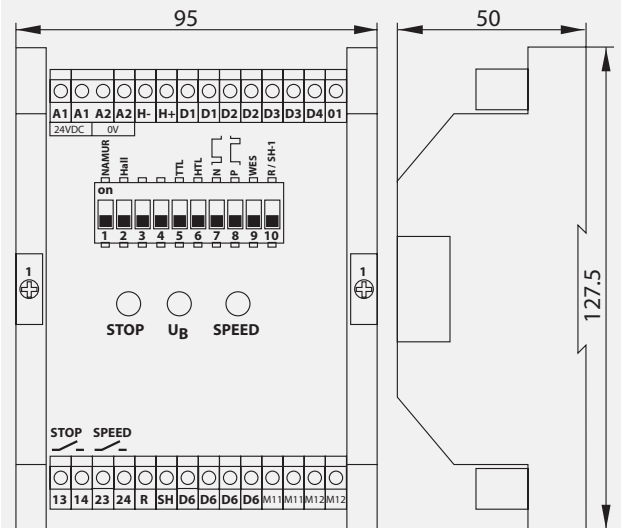 95
50
A1 A1 A2 A2 H- H+ D1 D1 D2 D2 D3 D3 D4 01
24VDC 0V
NAMUR Hall TTL HTL N P WES R / SH-1
on
1 2 3 4 5 6 7 8 9 10
1 1
127.5
STOP UB SPEED
STOP SPEED
13 14 23 24 R SH D6 D6 D6 D6 M11 M11 M12 M12